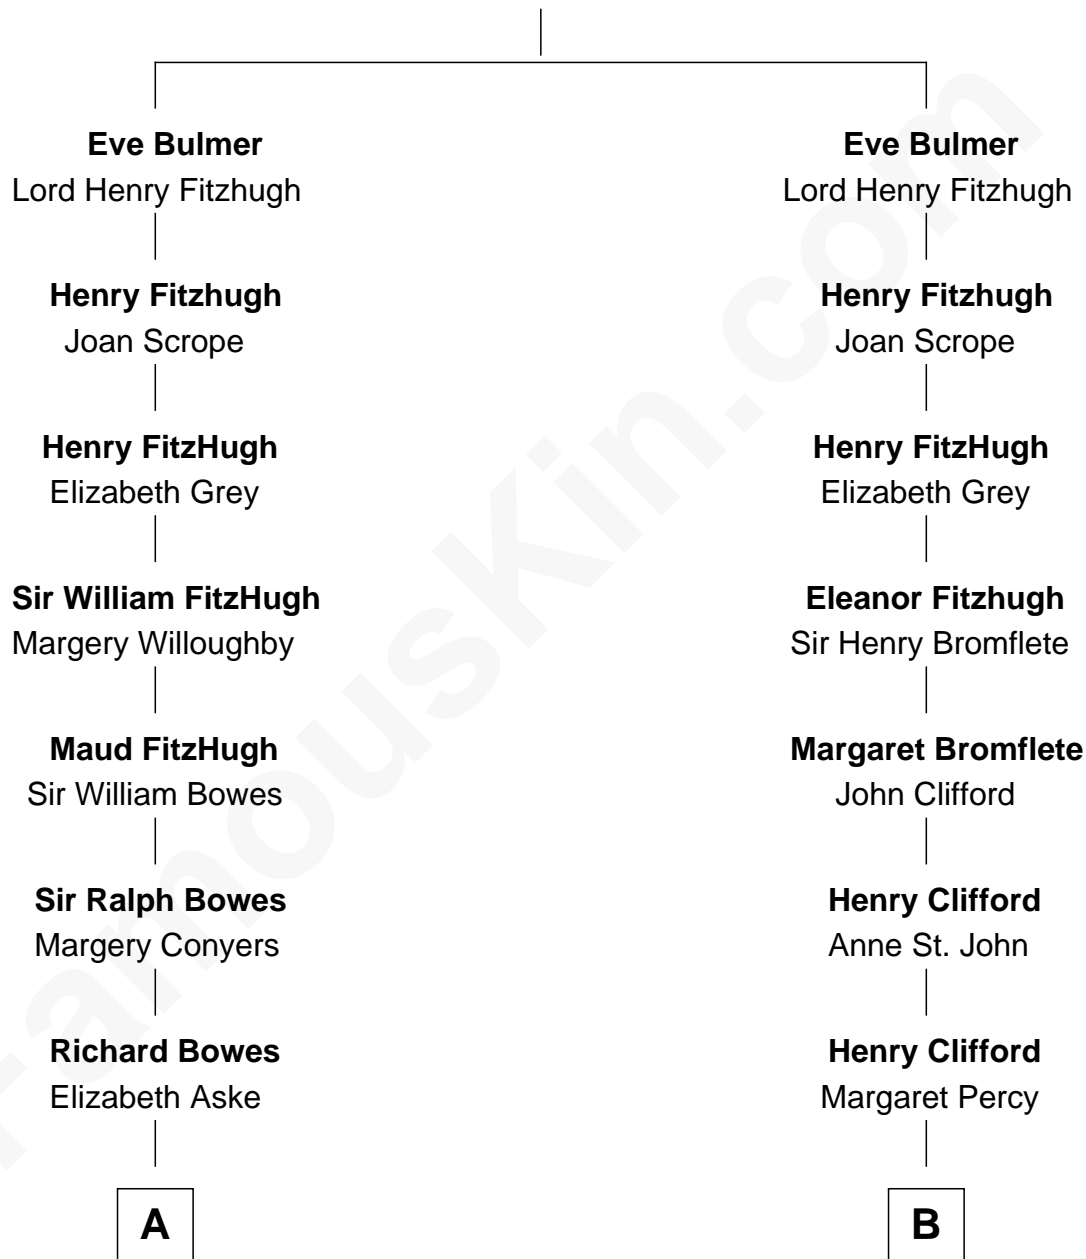 Eve Bulmer
Lord Henry Fitzhugh
Henry Fitzhugh
Joan Scrope
Henry FitzHugh
Elizabeth Grey
Sir William FitzHugh
Margery Willoughby
Maud FitzHugh
Sir William Bowes
Sir Ralph Bowes
Margery Conyers
Richard Bowes
Elizabeth Aske
A
Eve Bulmer
Lord Henry Fitzhugh
Henry Fitzhugh
Joan Scrope
Henry FitzHugh
Elizabeth Grey
Eleanor Fitzhugh
Sir Henry Bromflete
Margaret Bromflete
John Clifford
Henry Clifford
Anne St. John
Henry Clifford
Margaret Percy
B
FamousKin.com